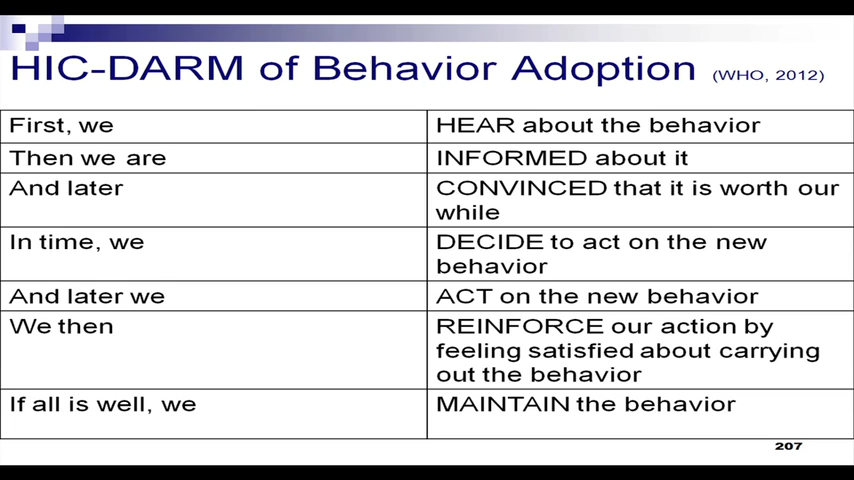 HIC-DARM of Behavior Adoption (WHO, 2012)
First, we HEAR about the behavior
Then we are INFORMED about it
And later CONVINCED that it is worth our
while
In time, we DECIDE to act on the new
behavior
And later we ACT on the new behavior
We then REINFORCE our action by
feeling satisfied about carrying
out the behavior
If all is well, we MAINTAIN the behavior
207